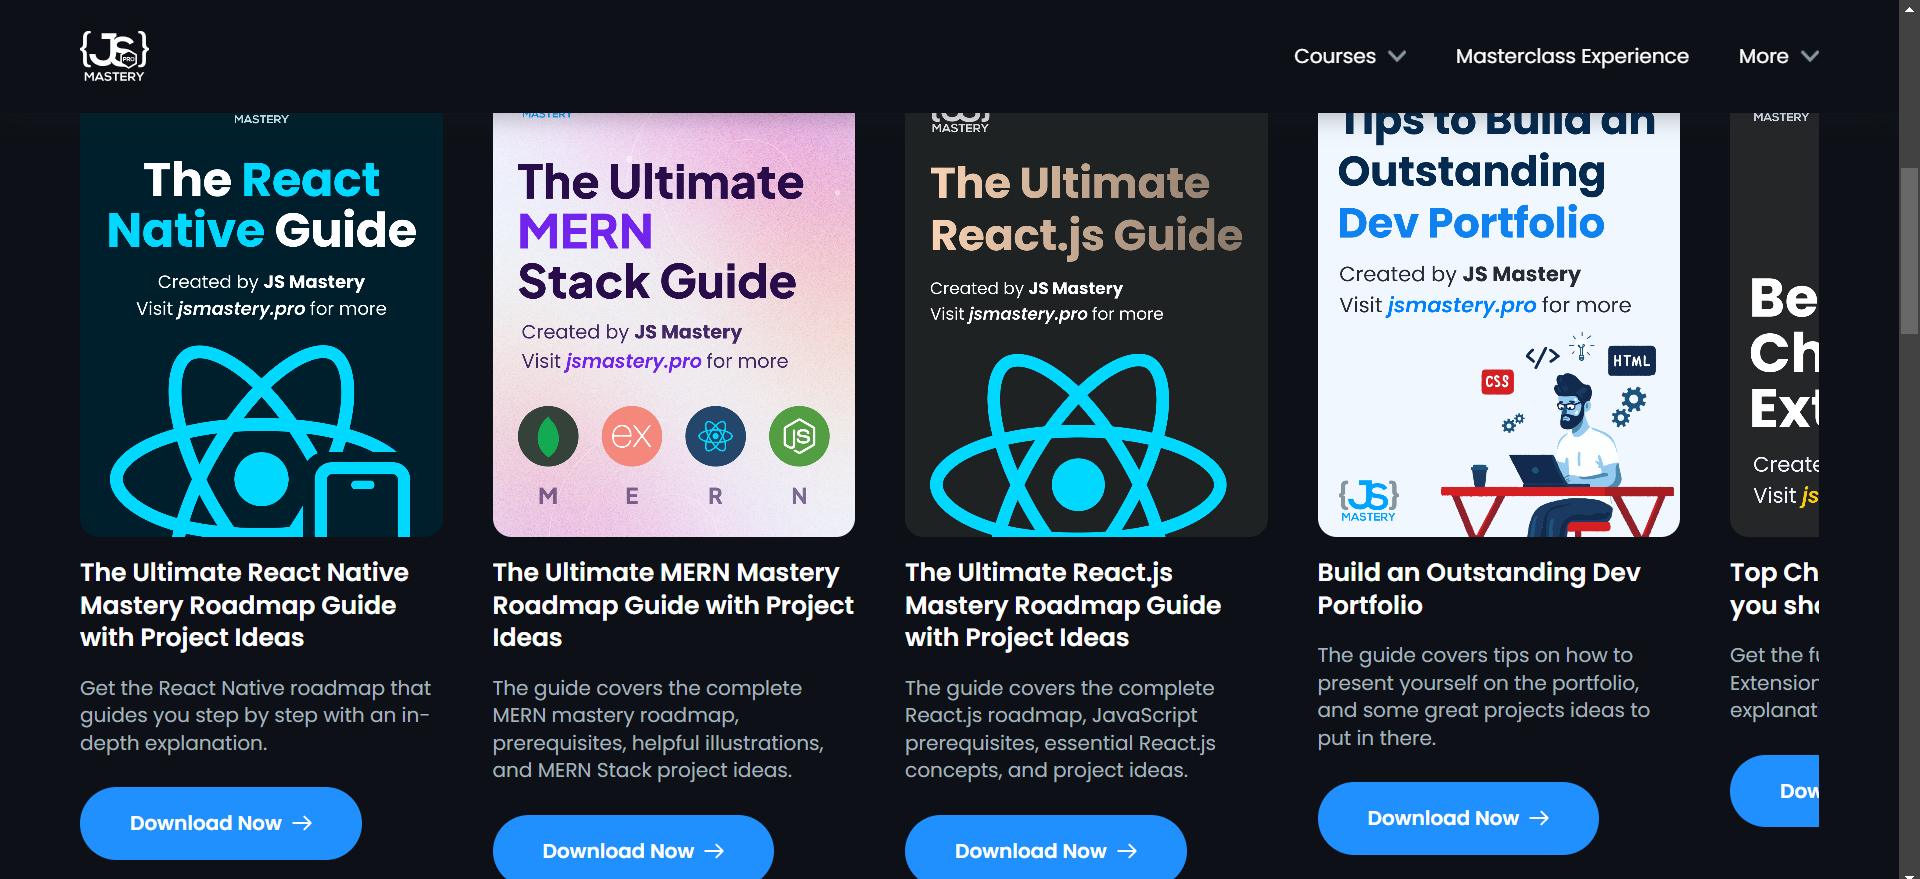 {JS}
PRO
MASTERY
Courses
Masterclass Experience
More
MASTERY
The React
Native Guide
Created by JS Mastery
Visit jsmastery.pro for more
The Ultimate React Native
Mastery Roadmap Guide
with Project Ideas
Get the React Native roadmap that
guides you step by step with an in-
depth explanation.
Download Now →
MASTERY
The Ultimate
MERN
Stack Guide
Created by JS Mastery
Visit jsmastery.pro for more
ex
JS
M E R N
The Ultimate MERN Mastery
Roadmap Guide with Project
Ideas
The guide covers the complete
MERN mastery roadmap,
prerequisites, helpful illustrations,
and MERN Stack project ideas.
Download Now →
MASTERY
The Ultimate
React.js Guide
Created by JS Mastery
Visit jsmastery.pro for more
The Ultimate React.js
Mastery Roadmap Guide
with Project Ideas
The guide covers the complete
React.js roadmap, JavaScript
prerequisites, essential React.js
concepts, and project ideas.
Download Now →
Tips to Build an
Outstanding
Dev Portfolio
Created by JS Mastery
Visit jsmastery.pro for more
</>
HTML
CSS
{JS}
MASTERY
Build an Outstanding Dev
Portfolio
The guide covers tips on how to
present yourself on the portfolio,
and some great projects ideas to
put in there.
Download Now →
MASTERY
Be
Ch
Ext
Create
Visit js
Top Ch
you sho
Get the fu
Extension
explanat
Dow